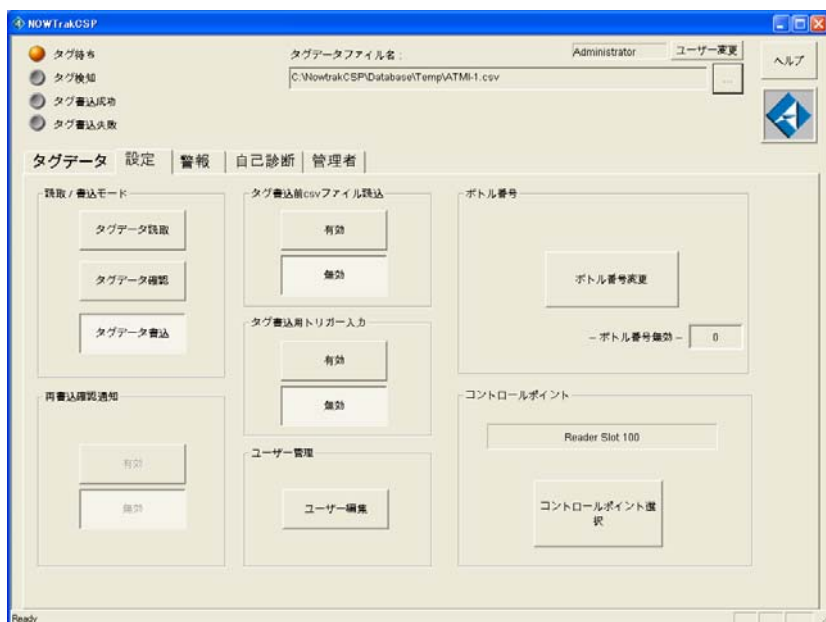 NOWTrakCSP
タグ待ち
タグ検知
タグ書込成功
タグ書込失敗
タグデータファイル名 :
C:\NowtrakCSP\Database\Temp\ATMI-1.csv
...
Administrator
ユーザー変更
ヘルプ
タグデータ
設定
警報
自己診断
管理者
読取 / 書込モード
タグデータ読取
タグデータ確認
タグデータ書込
再書込確認通知
有効
無効
タグ書込前csvファイル読込
有効
無効
タグ書込用トリガー入力
有効
無効
ユーザー管理
ユーザー編集
ボトル番号
ボトル番号変更
– ボトル番号無効 –
0
コントロールポイント
Reader Slot 100
コントロールポイント選
択
Ready